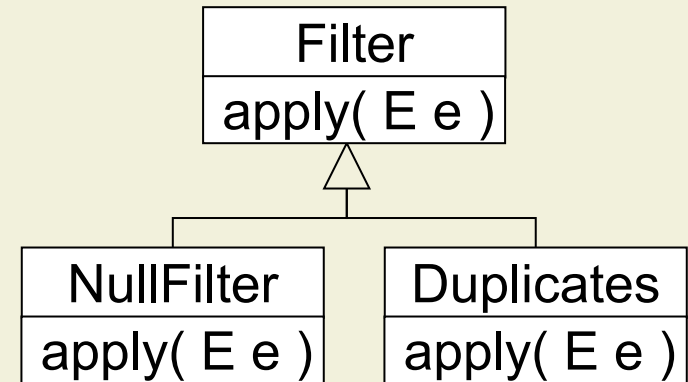 Filter
apply( E e )
NullFilter
apply( E e )
Duplicates
apply( E e )